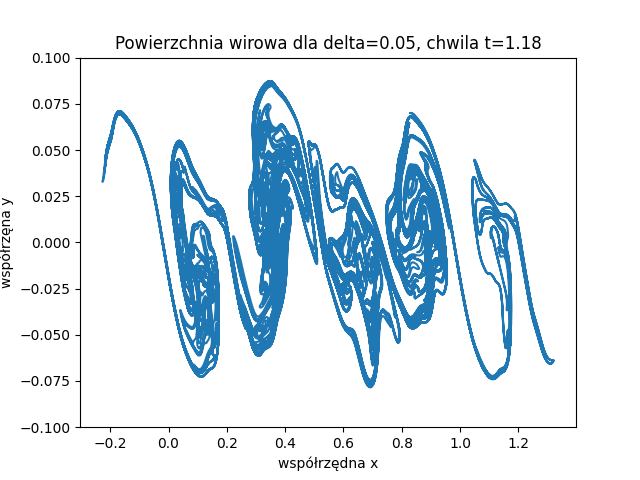 Powierzchnia wirowa dla delta=0.05, chwila t=1.18
0.100
0.075
0.050
0.025
0.000
−0.025
−0.050
−0.075
−0.100
współrzęna y
−0.2 0.0 0.2 0.4 0.6 0.8 1.0 1.2
współrzędna x